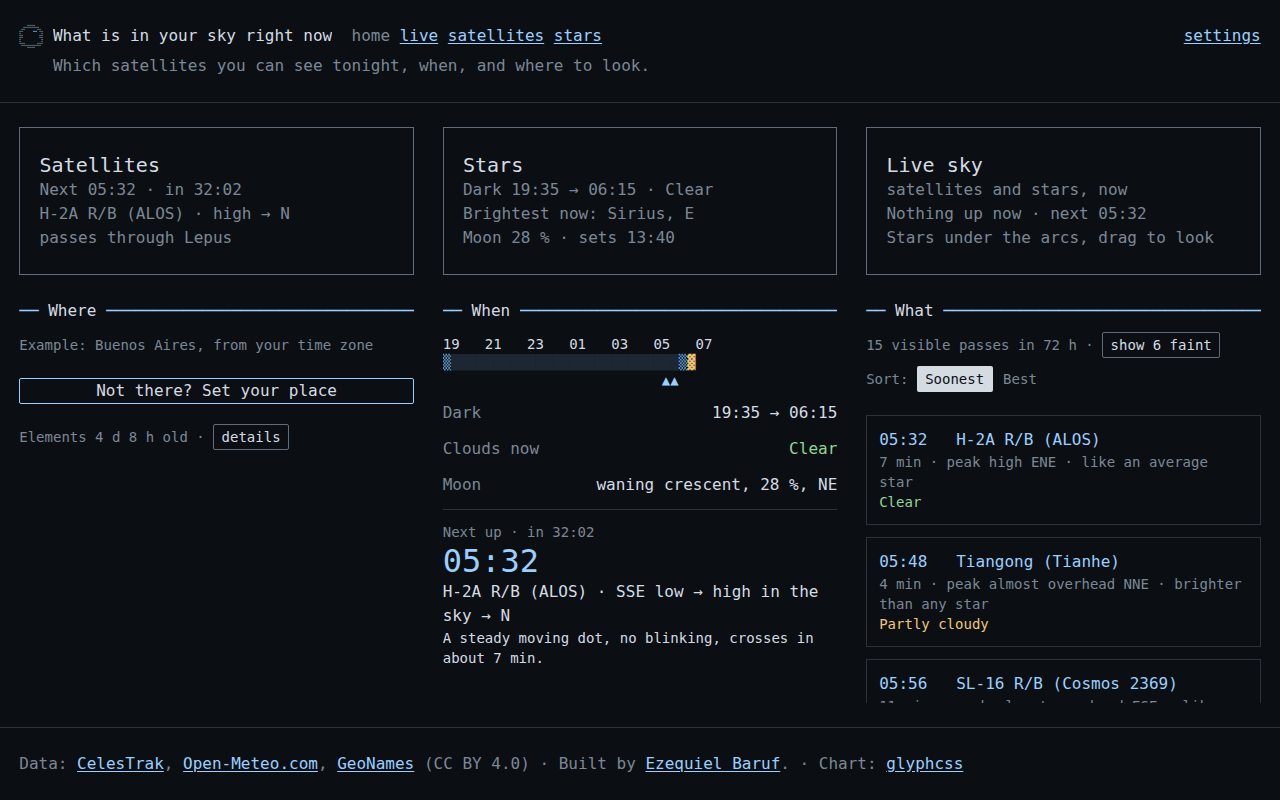 What is in your sky right now home live satellites stars settings
Which satellites you can see tonight, when, and where to look.
Satellites
Next 05:32 · in 32:02
H-2A R/B (ALOS) · high → N
passes through Lepus
Stars
Dark 19:35 → 06:15 · Clear
Brightest now: Sirius, E
Moon 28 % · sets 13:40
Live sky
satellites and stars, now
Nothing up now · next 05:32
Stars under the arcs, drag to look
Where
Example: Buenos Aires, from your time zone
Not there? Set your place
Elements 4 d 8 h old · details
When
19 21 23 01 03 05 07
Dark 19:35 → 06:15
Clouds now Clear
Moon waning crescent, 28 %, NE
Next up · in 32:02
05:32
H-2A R/B (ALOS) · SSE low → high in the
sky → N
A steady moving dot, no blinking, crosses in
about 7 min.
What
15 visible passes in 72 h · show 6 faint
Sort: Soonest Best
05:32 H-2A R/B (ALOS)
7 min · peak high ENE · like an average
star
Clear
05:48 Tiangong (Tianhe)
4 min · peak almost overhead NNE · brighter
than any star
Partly cloudy
05:56 SL-16 R/B (Cosmos 2369)
Data: CelesTrak, Open-Meteo.com, GeoNames (CC BY 4.0) · Built by Ezequiel Baruf. · Chart: glyphcss